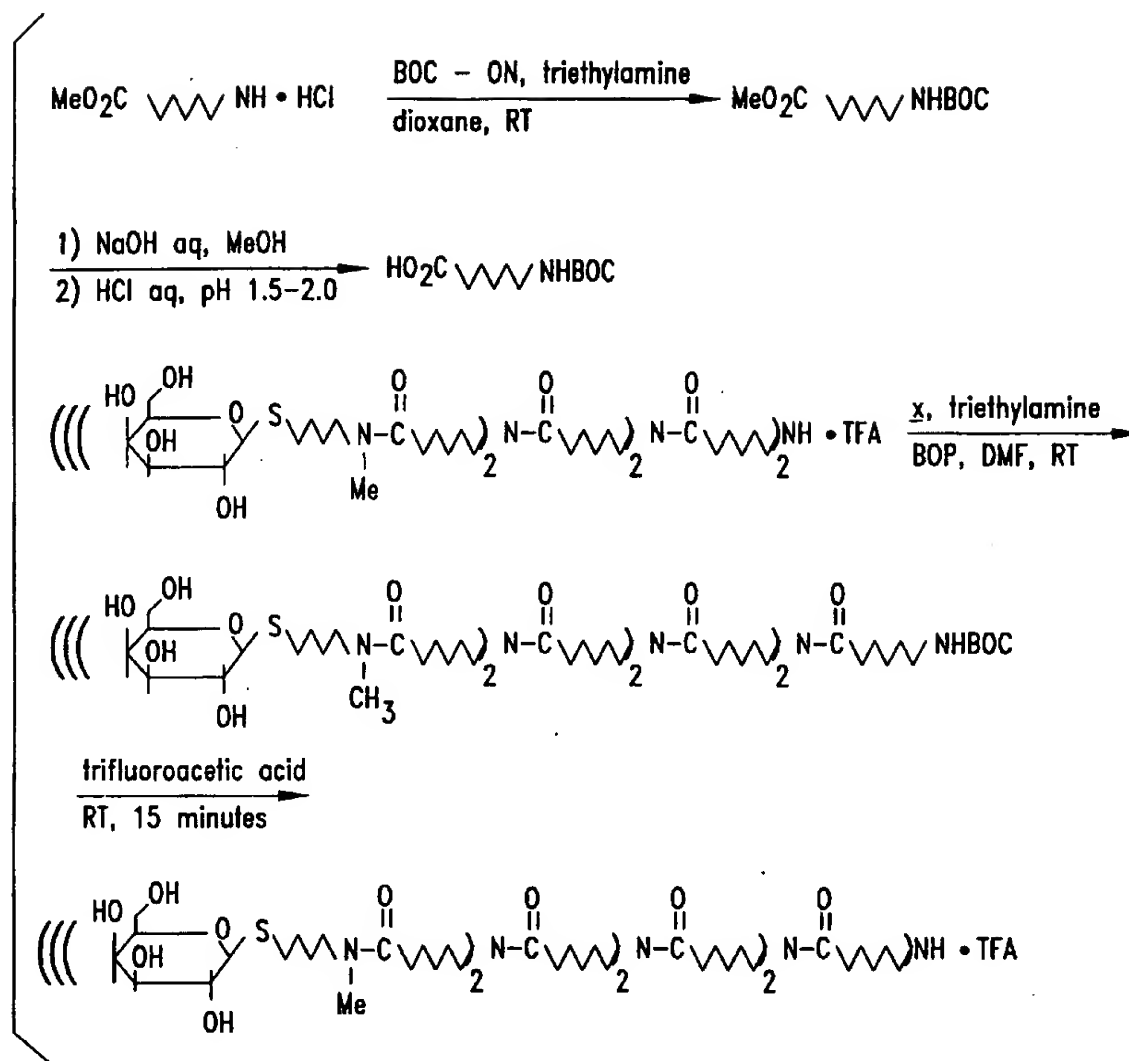 BOC - ON, triethylamine
MeO₂C NH • HCl MeO₂C NHBOC
dioxane, RT
1) NaOH aq, MeOH
HO₂C NHBOC
2) HCl aq, pH 1.5-2.0
((( HO OH OH OH O S N-C O )₂ N-C O )₂ N-C O )₂ NH • TFA
Me
x, triethylamine
BOP, DMF, RT
((( HO OH OH OH O S N-C O )₂ N-C O )₂ N-C O )₂ N-C O NHBOC
CH₃
trifluoroacetic acid
RT, 15 minutes
((( HO OH OH OH O S N-C O )₂ N-C O )₂ N-C O )₂ N-C O )NH • TFA
Me